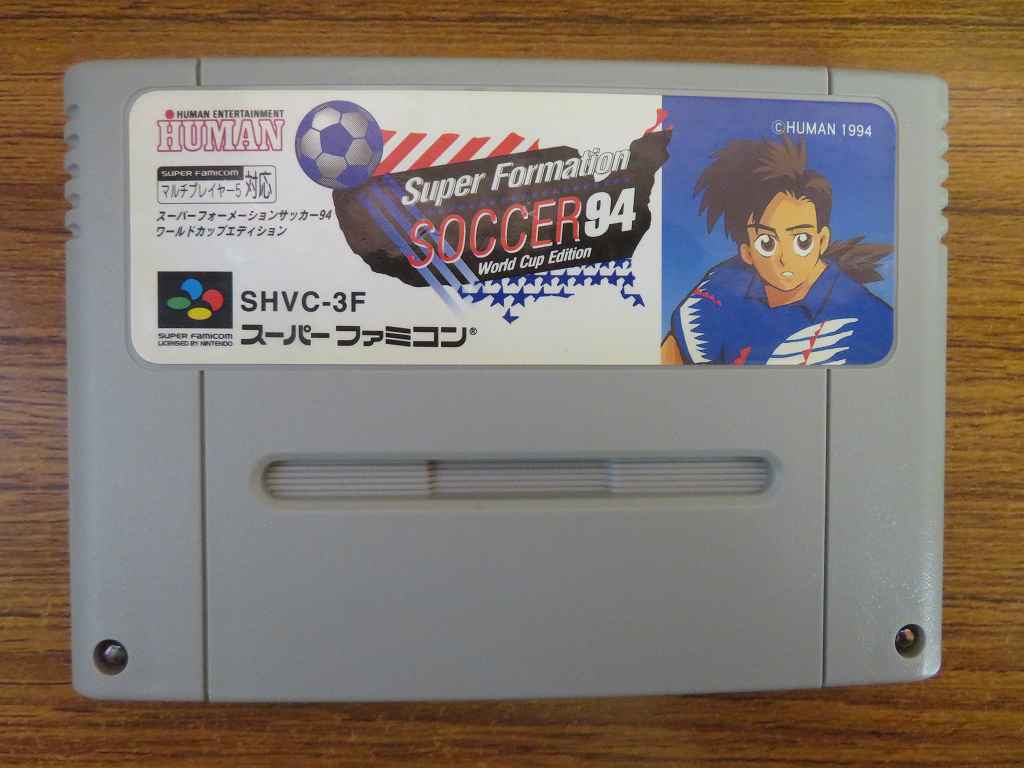 HUMAN ENTERTAINMENT
HUMAN
SUPER FAMICOM
マルチプレイヤー5 対応
スーパーフォーメーションサッカー94
ワールドカップエディション
SUPER FAMICOM
LICENSED BY NINTENDO
SHVC-3F
スーパーファミコン®
Super Formation
SOCCER 94
World Cup Edition
©HUMAN 1994